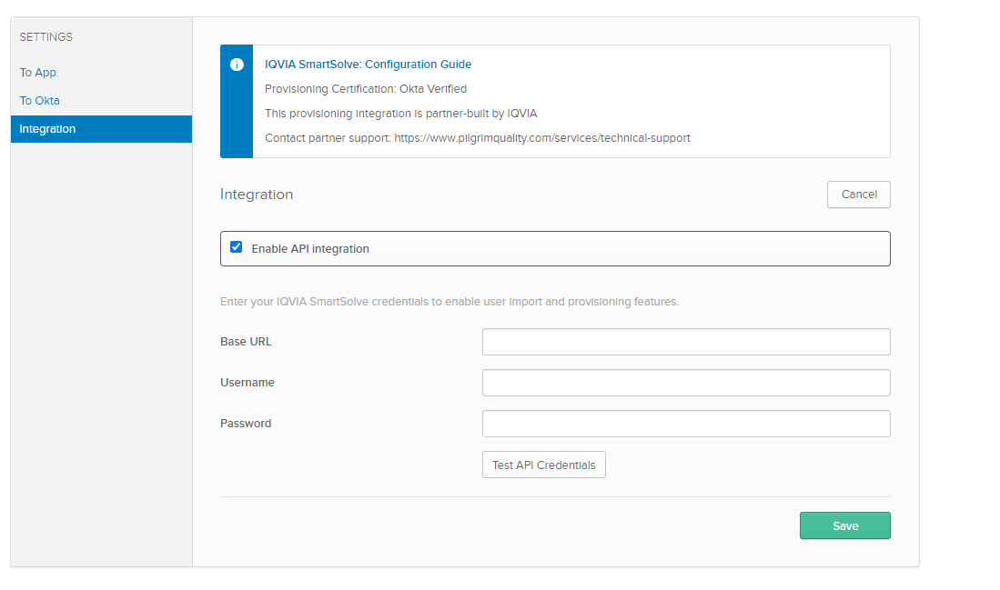 SETTINGS
To App
To Okta
Integration
IQVIA SmartSolve: Configuration Guide
Provisioning Certification: Okta Verified
This provisioning integration is partner-built by IQVIA
Contact partner support: https://www.pilgrimquality.com/services/technical-support
Integration
Cancel
Enable API integration
Enter your IQVIA SmartSolve credentials to enable user import and provisioning features.
Base URL
Username
Password
Test API Credentials
Save